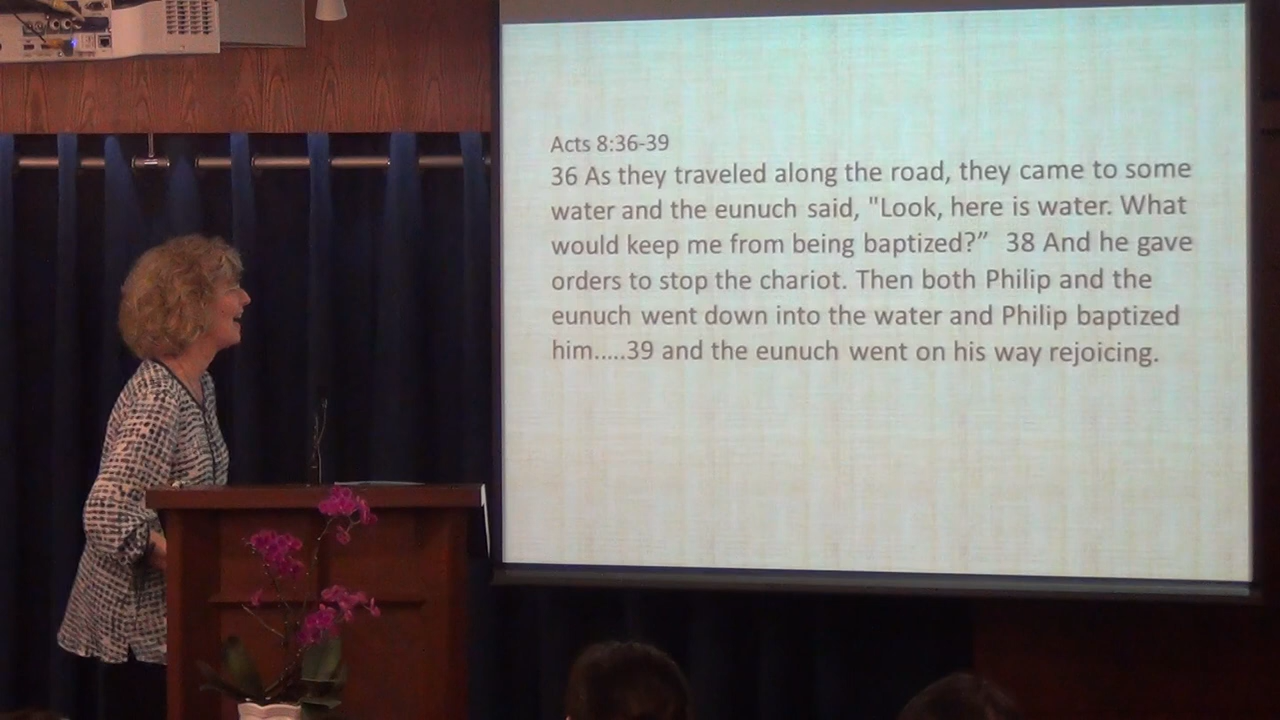 Acts 8:36-39
36 As they traveled along the road, they came to some
water and the eunuch said, "Look, here is water. What
would keep me from being baptized?”  38 And he gave
orders to stop the chariot. Then both Philip and the
eunuch went down into the water and Philip baptized
him.....39 and the eunuch went on his way rejoicing.